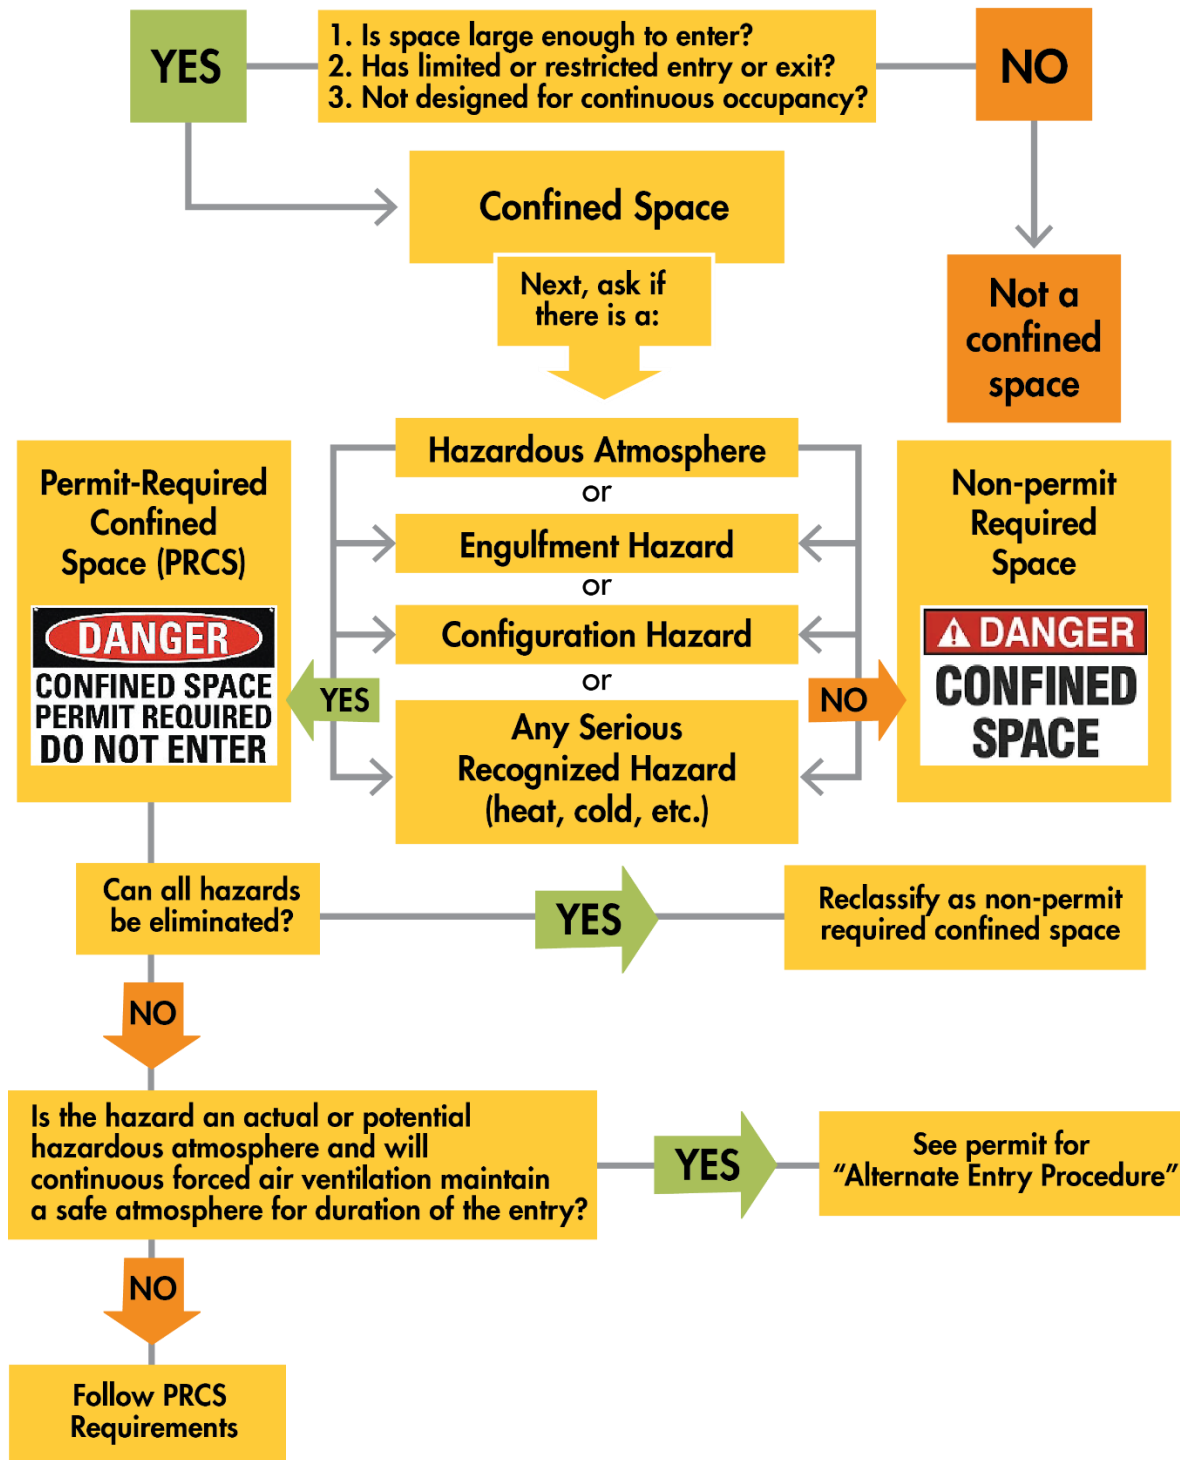 YES
1. Is space large enough to enter?
2. Has limited or restricted entry or exit?
3. Not designed for continuous occupancy?
NO
Confined Space
Next, ask if
there is a:
Not a
confined
space
Hazardous Atmosphere
or
Engulfment Hazard
or
Configuration Hazard
or
Any Serious
Recognized Hazard
(heat, cold, etc.)
Permit-Required
Confined
Space (PRCS)
DANGER
CONFINED SPACE
PERMIT REQUIRED
DO NOT ENTER
YES
NO
Non-permit
Required
Space
DANGER
CONFINED
SPACE
Can all hazards
be eliminated?
YES
Reclassify as non-permit
required confined space
NO
Is the hazard an actual or potential
hazardous atmosphere and will
continuous forced air ventilation maintain
a safe atmosphere for duration of the entry?
YES
See permit for
“Alternate Entry Procedure”
NO
Follow PRCS
Requirements